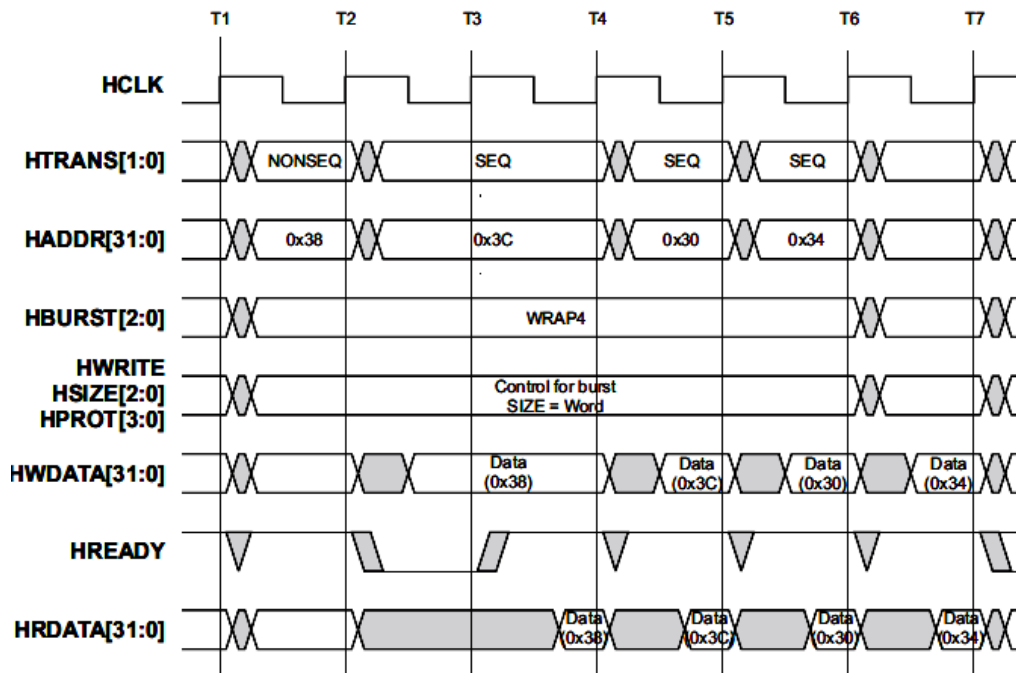 T1 T2 T3 T4 T5 T6 T7
HCLK
HTRANS[1:0] NONSEQ SEQ SEQ SEQ
HADDR[31:0] 0x38 0x3C 0x30 0x34
HBURST[2:0] WRAP4
HWRITE
HSIZE[2:0] Control for burst
HPROT[3:0] SIZE = Word
HWDATA[31:0] Data (0x38) Data (0x3C) Data (0x30) Data (0x34)
HREADY
HRDATA[31:0] Data (0x38) Data (0x3C) Data (0x30) Data (0x34)